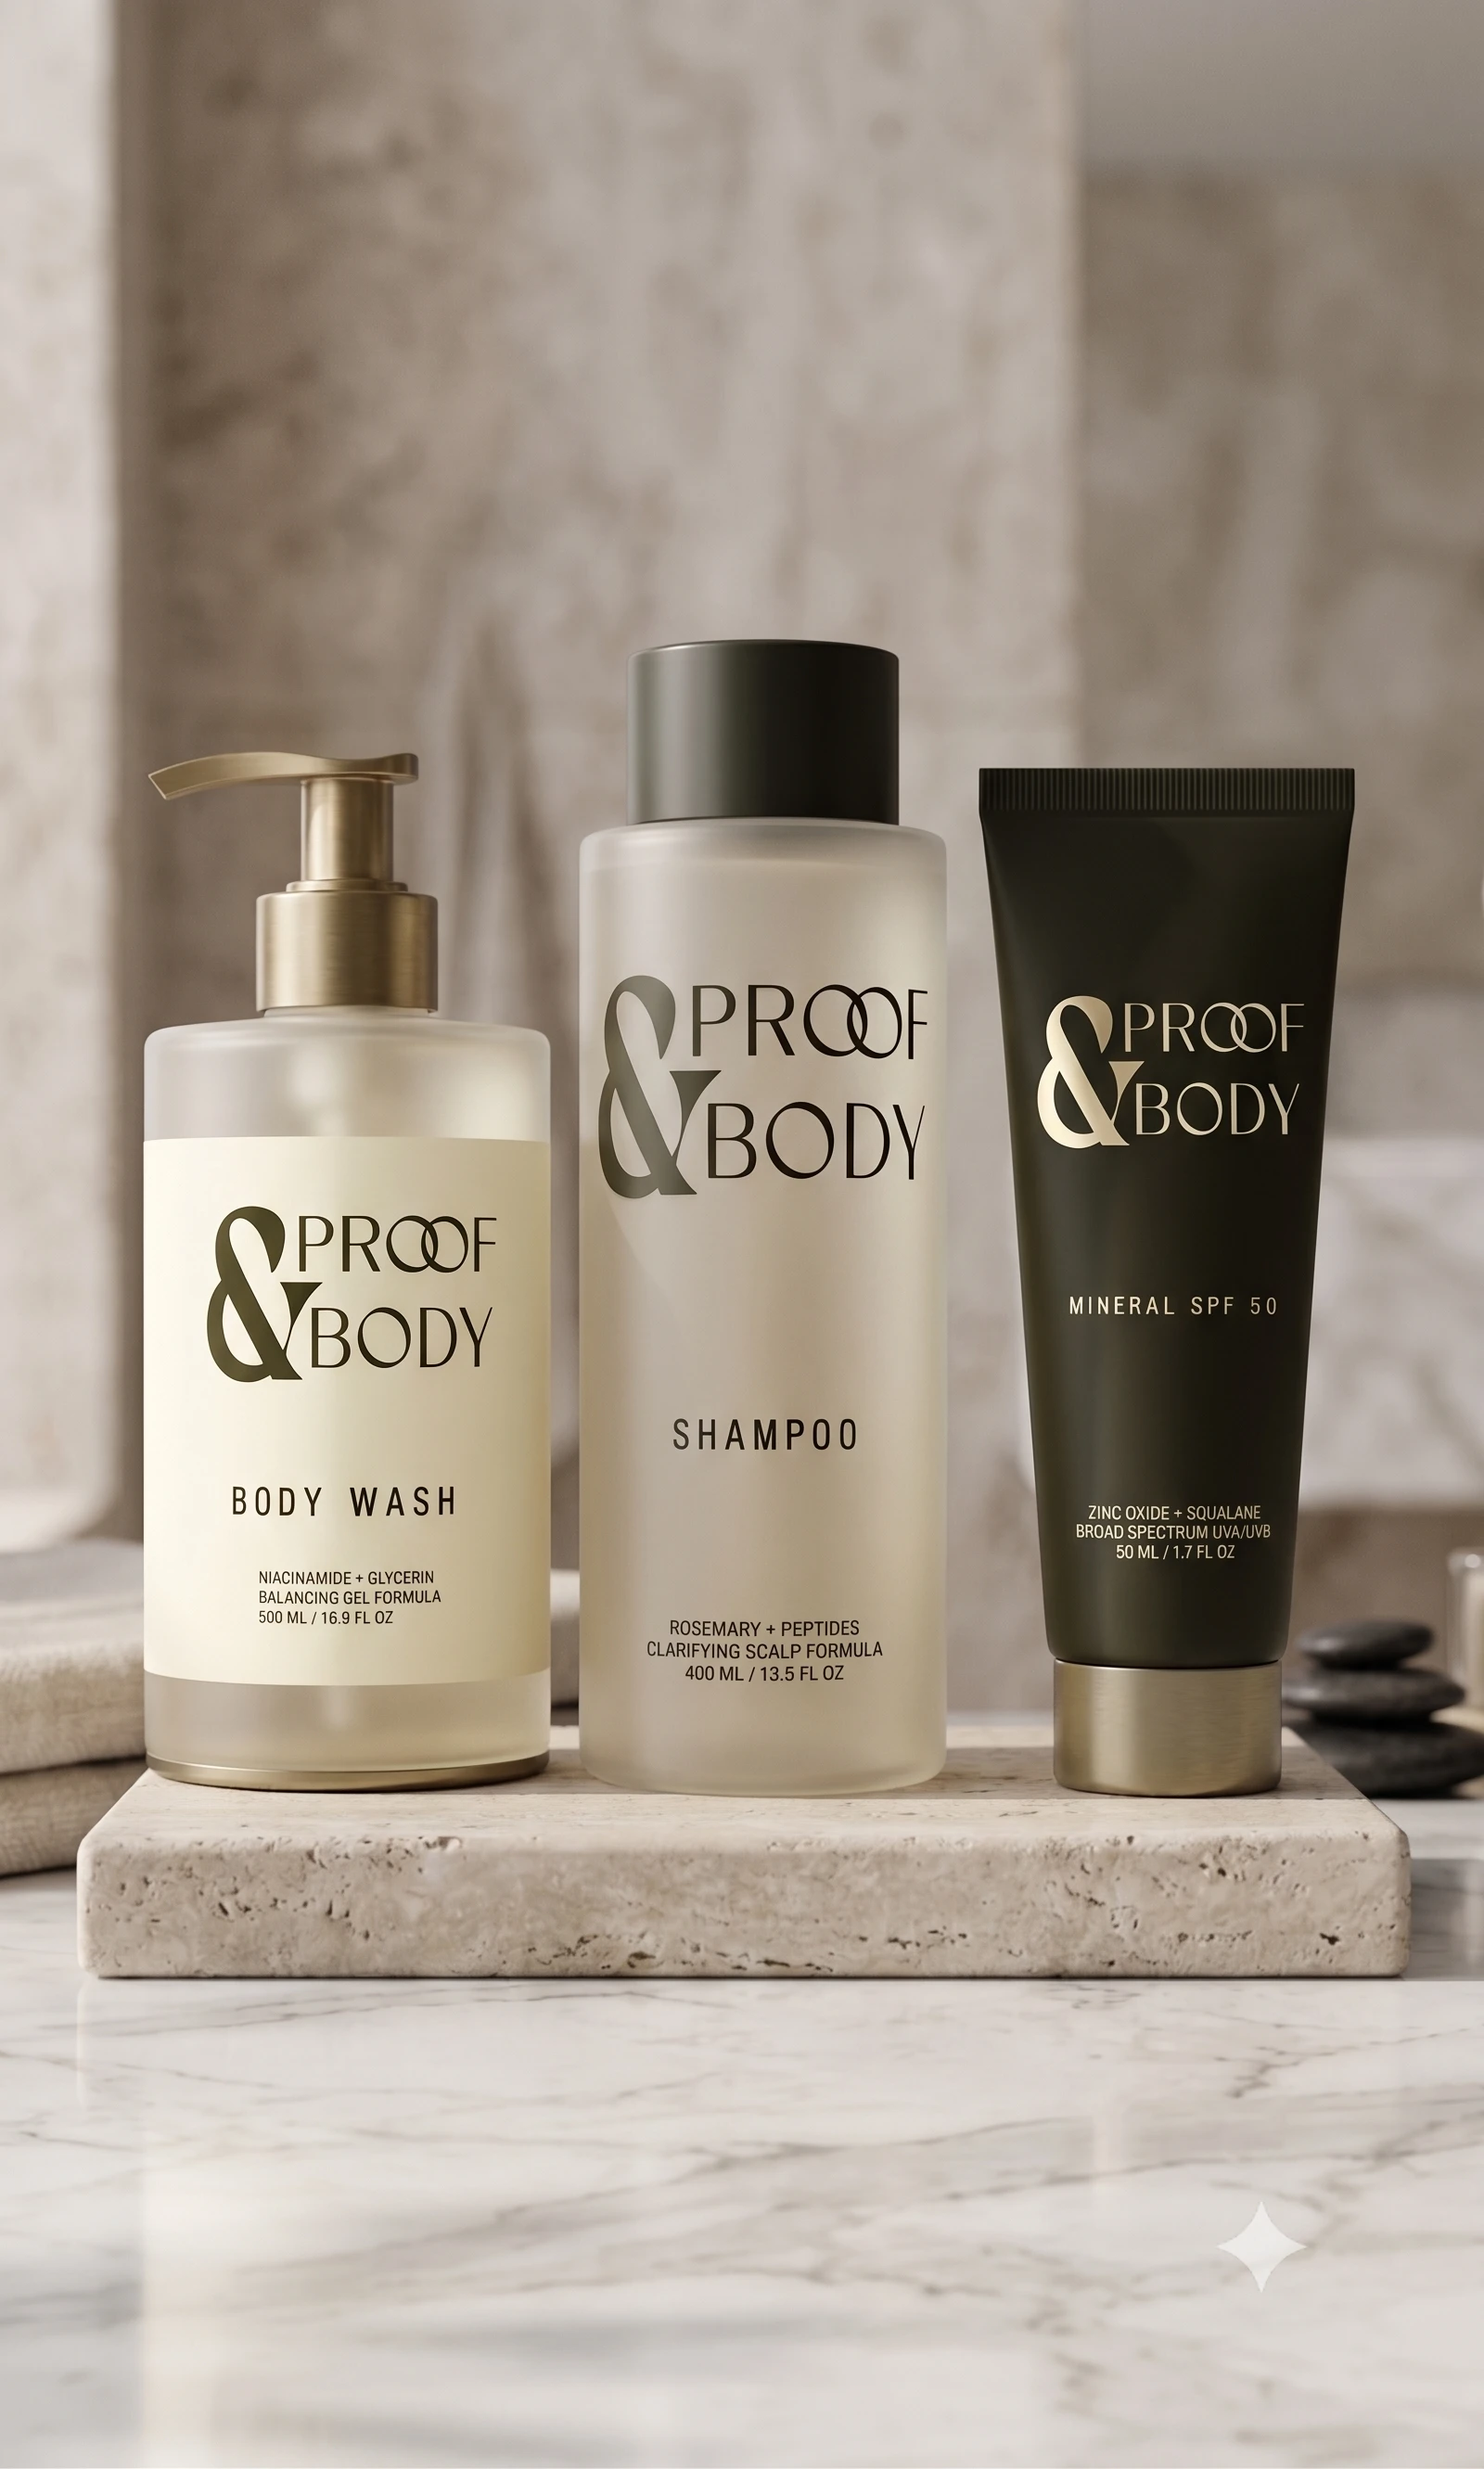 & PROOF
BODY
BODY WASH
NIACINAMIDE + GLYCERIN
BALANCING GEL FORMULA
500 ML / 16.9 FL OZ
& PROOF
BODY
SHAMPOO
ROSEMARY + PEPTIDES
CLARIFYING SCALP FORMULA
400 ML / 13.5 FL OZ
& PROOF
BODY
MINERAL SPF 50
ZINC OXIDE + SQUALANE
BROAD SPECTRUM UVA/UVB
50 ML / 1.7 FL OZ